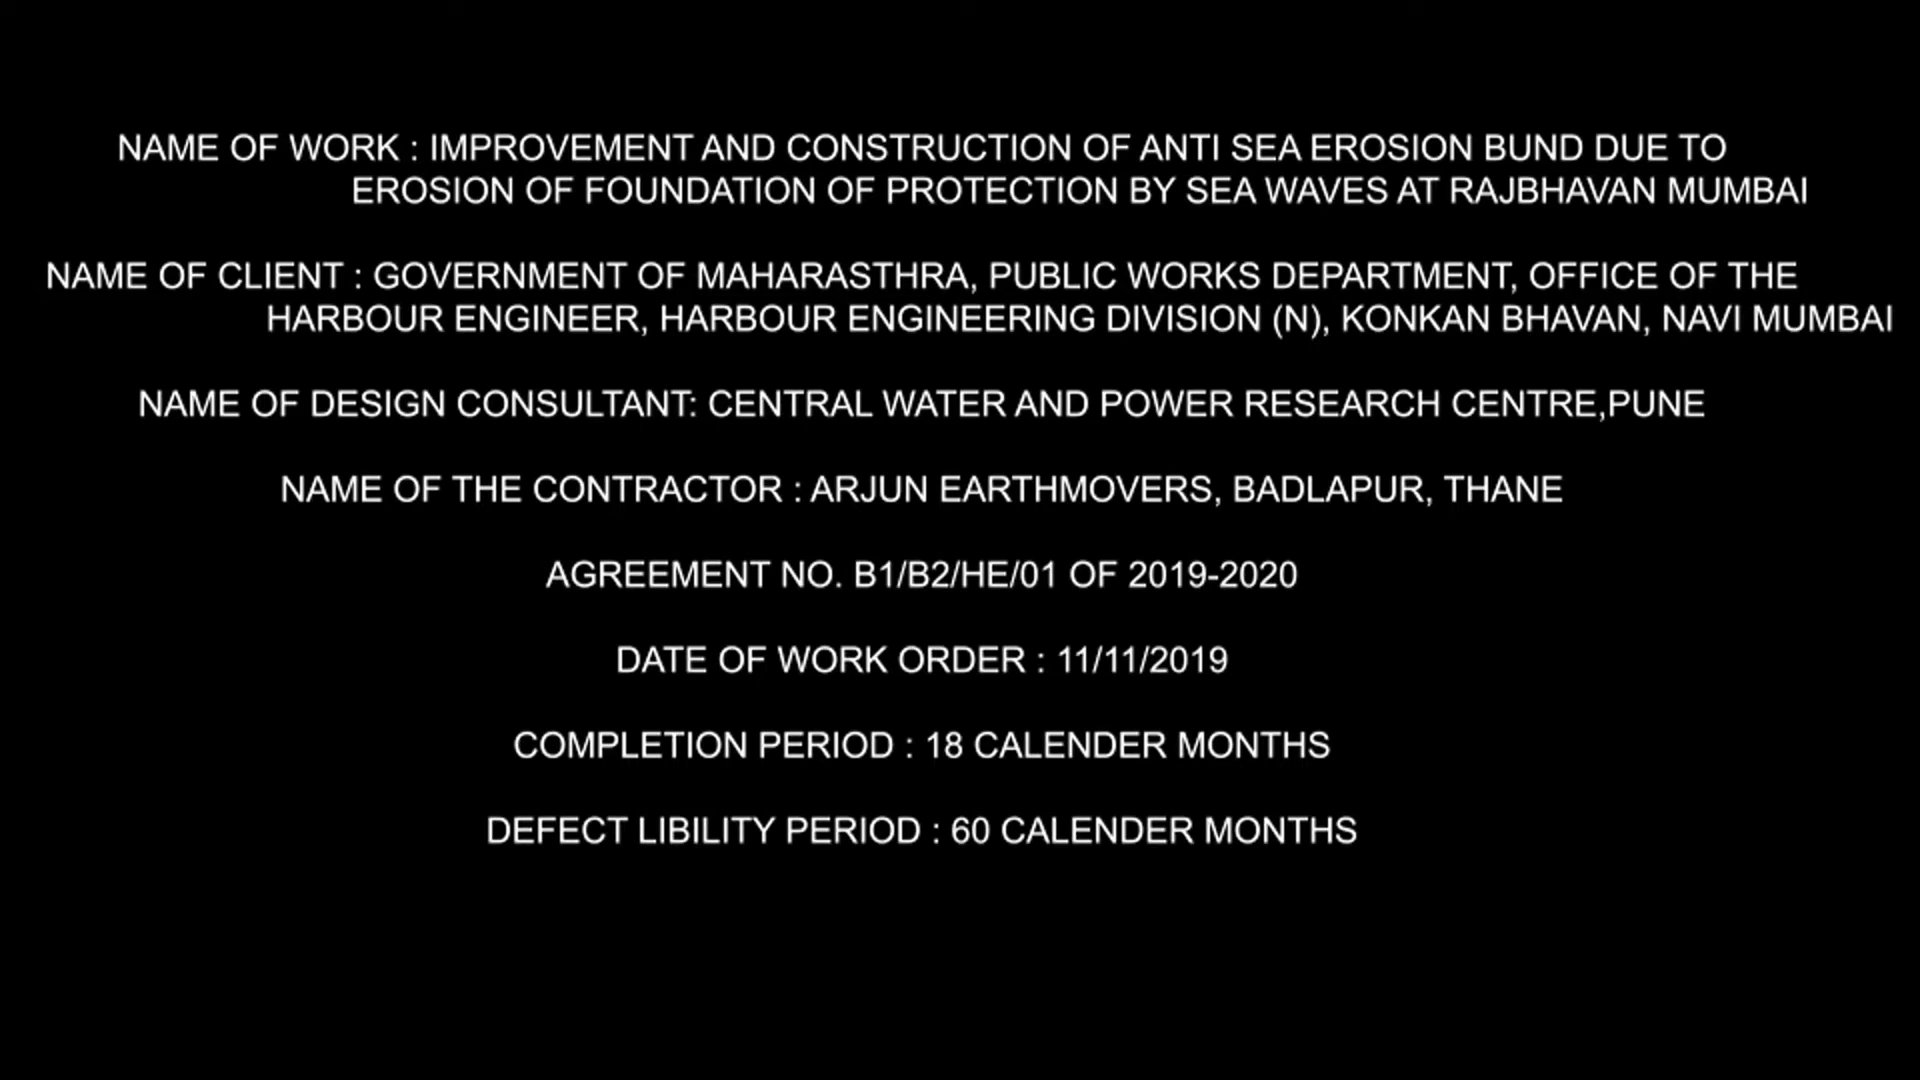 NAME OF WORK : IMPROVEMENT AND CONSTRUCTION OF ANTI SEA EROSION BUND DUE TO
EROSION OF FOUNDATION OF PROTECTION BY SEA WAVES AT RAJBHAVAN MUMBAI
NAME OF CLIENT : GOVERNMENT OF MAHARASTHRA, PUBLIC WORKS DEPARTMENT, OFFICE OF THE
HARBOUR ENGINEER, HARBOUR ENGINEERING DIVISION (N), KONKAN BHAVAN, NAVI MUMBAI
NAME OF DESIGN CONSULTANT: CENTRAL WATER AND POWER RESEARCH CENTRE,PUNE
NAME OF THE CONTRACTOR : ARJUN EARTHMOVERS, BADLAPUR, THANE
AGREEMENT NO. B1/B2/HE/01 OF 2019-2020
DATE OF WORK ORDER : 11/11/2019
COMPLETION PERIOD : 18 CALENDER MONTHS
DEFECT LIBILITY PERIOD : 60 CALENDER MONTHS